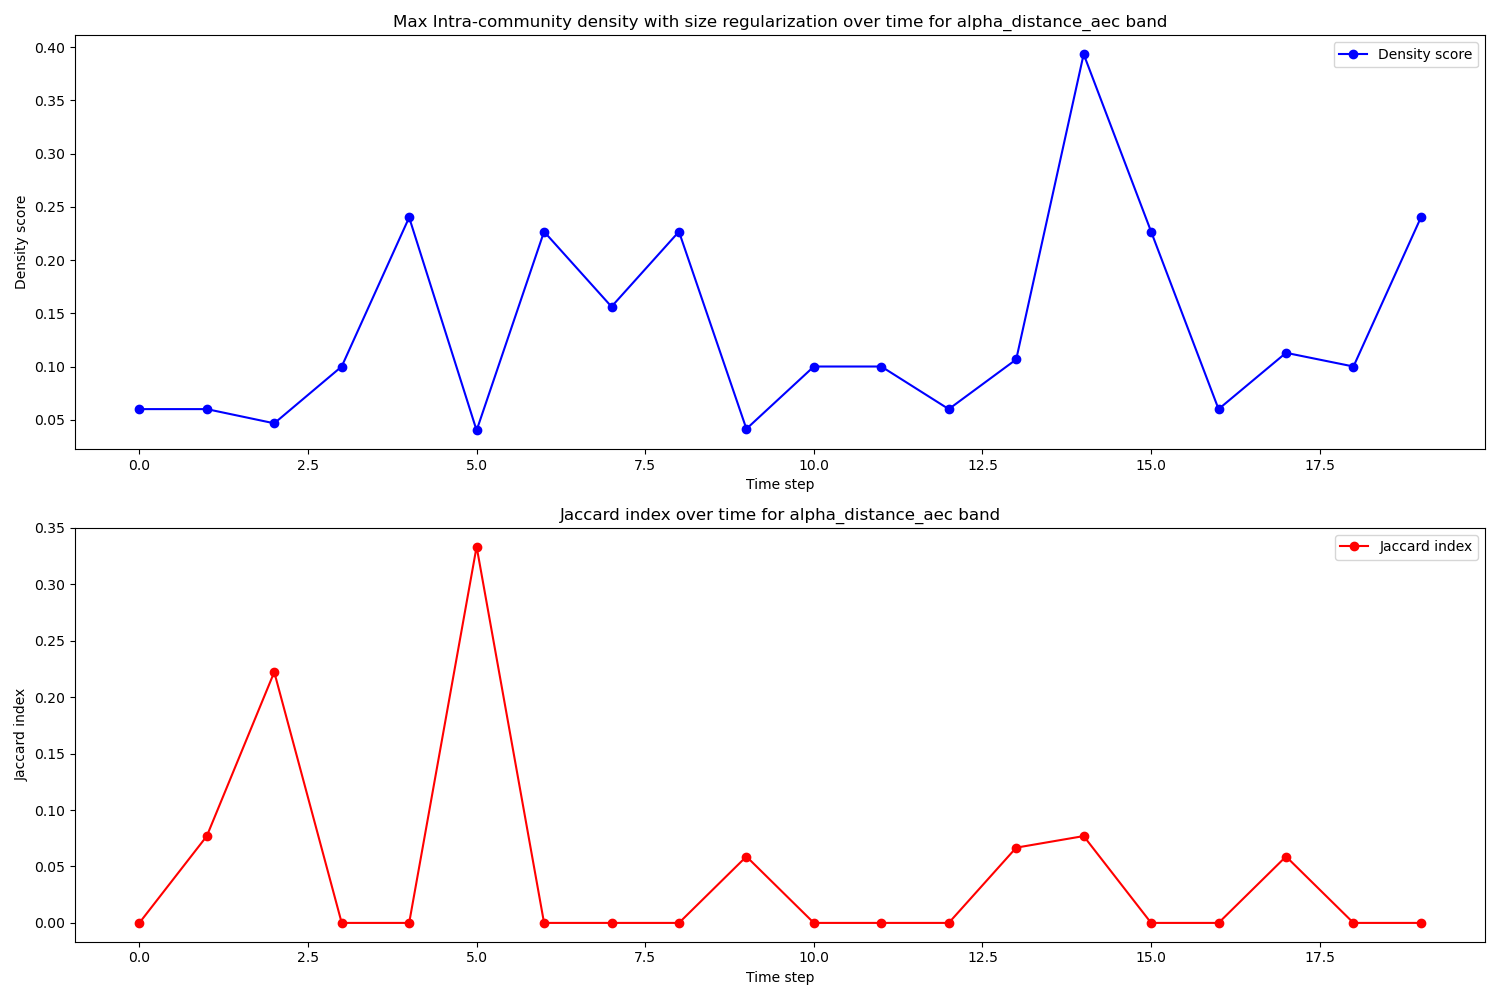 Max Intra-community density with size regularization over time for alpha_distance_aec band
Density score
Density score
0.40
0.35
0.30
0.25
0.20
0.15
0.10
0.05
0.0 2.5 5.0 7.5 10.0 12.5 15.0 17.5
Time step
Jaccard index over time for alpha_distance_aec band
Jaccard index
Jaccard index
0.35
0.30
0.25
0.20
0.15
0.10
0.05
0.00
0.0 2.5 5.0 7.5 10.0 12.5 15.0 17.5
Time step